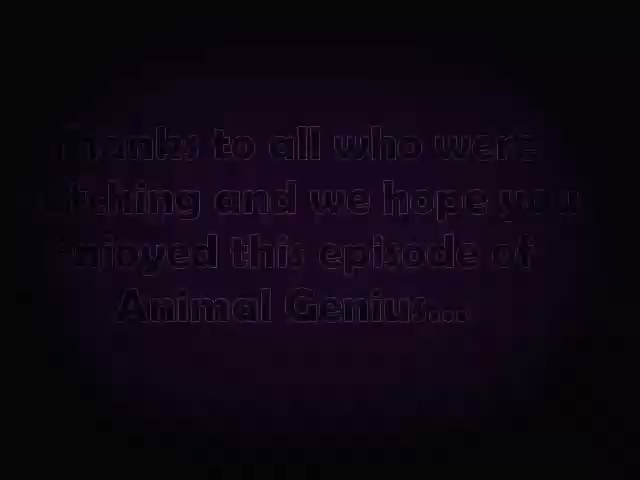 Thanks to all who were
watching and we hope you
enjoyed this episode of
Animal Genius...